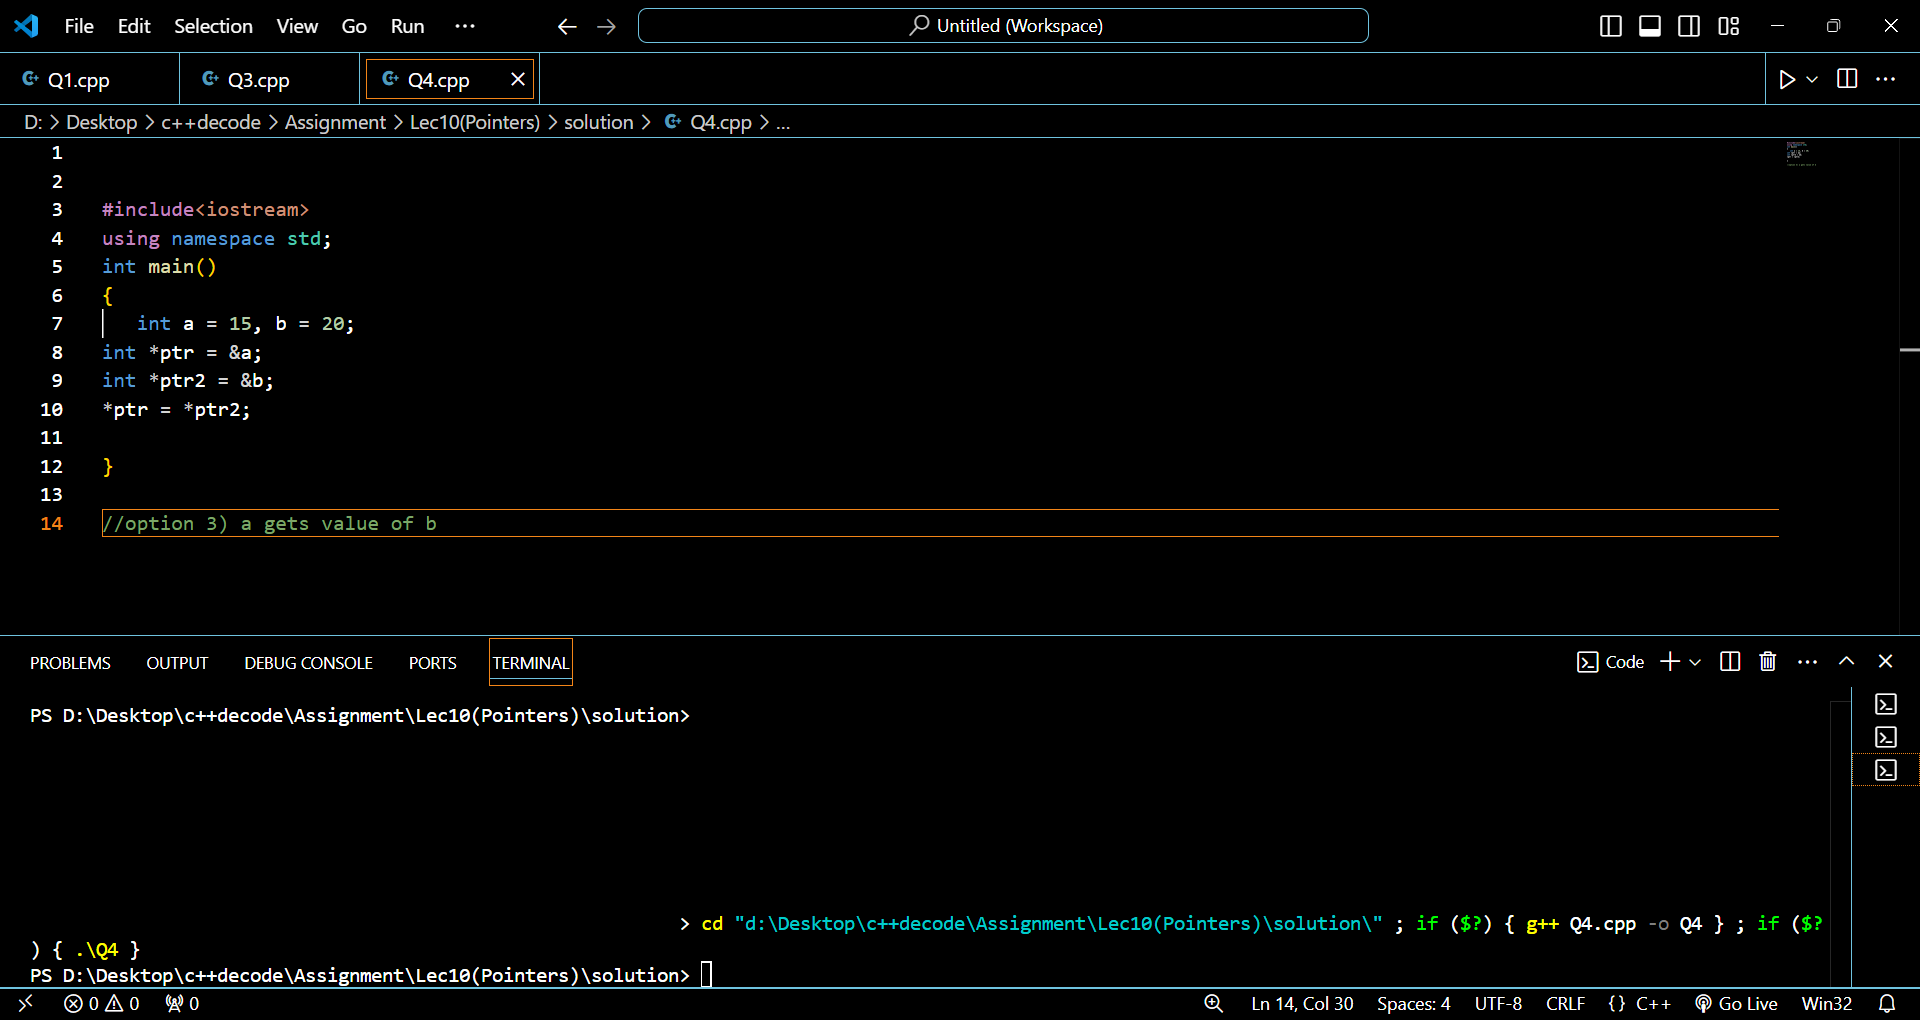 File Edit Selection View Go Run ··· Untitled (Workspace)
Q1.cpp Q3.cpp Q4.cpp
D: > Desktop > c++decode > Assignment > Lec10(Pointers) > solution > Q4.cpp > ...
1
2
3 #include<iostream>
4 using namespace std;
5 int main()
6 {
7 int a = 15, b = 20;
8 int *ptr = &a;
9 int *ptr2 = &b;
10 *ptr = *ptr2;
11
12 }
13
14 //option 3) a gets value of b
PROBLEMS OUTPUT DEBUG CONSOLE PORTS TERMINAL Code
PS D:\Desktop\c++decode\Assignment\Lec10(Pointers)\solution>
> cd "d:\Desktop\c++decode\Assignment\Lec10(Pointers)\solution\" ; if ($?) { g++ Q4.cpp -o Q4 } ; if ($?
) { .\Q4 }
PS D:\Desktop\c++decode\Assignment\Lec10(Pointers)\solution>
0 0 0 Ln 14, Col 30 Spaces: 4 UTF-8 CRLF {} C++ Go Live Win32